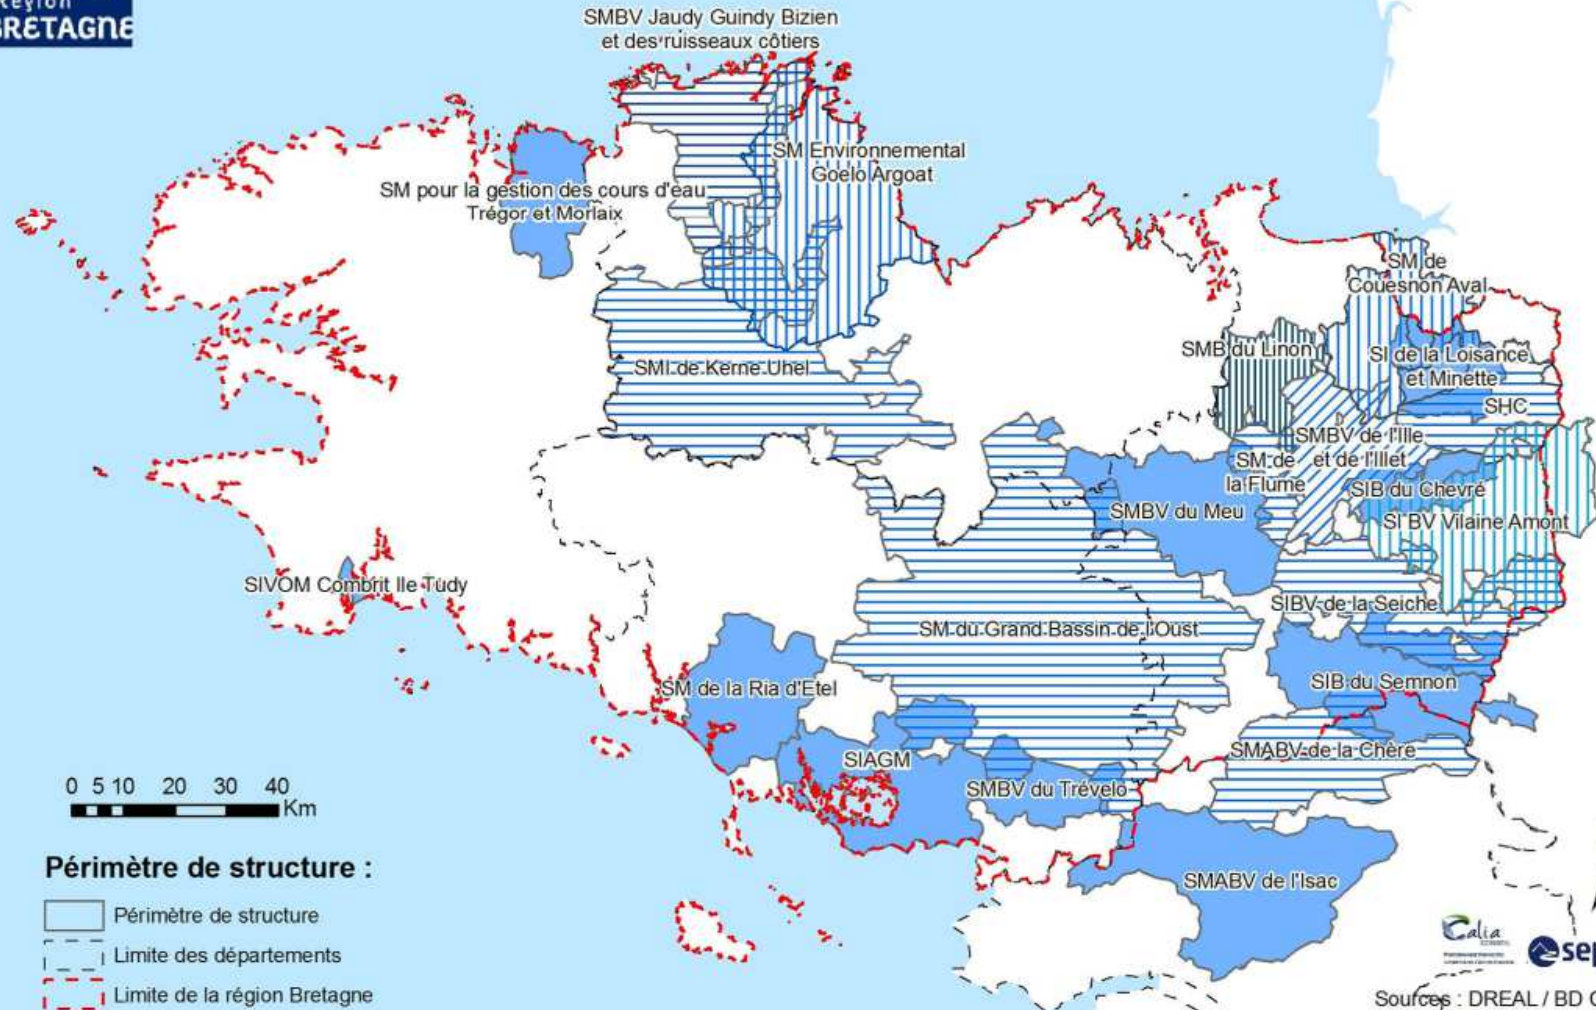 Région
BRETAGNE
SMBV Jaudy Guindy Bizien
et des ruisseaux côtiers
SM Environnemental
Goelo Argoat
SM pour la gestion des cours d'eau
Trégor et Morlaix
SM de
Couesnon Aval
SMB du Linon
SI de la Loisance
et Minette
SMI de Kerne Uhel
SHC
SMBV de l'Ille
et de l'Illet
SM de
la Flume
SIB du Chevré
SMBV du Meu
SI BV Vilaine Amont
SIVOM Combrit Ile Tudy
SIBV de la Seiche
SM du Grand Bassin de l'Oust
SM de la Ria d'Etel
SIB du Semnon
SMABV de la Chère
SIAGM
SMBV du Trévelo
0 5 10 20 30 40
Km
SMABV de l'Isac
Périmètre de structure :
Périmètre de structure
Limite des départements
Limite de la région Bretagne
Calia
sep
Sources : DREAL / BD C